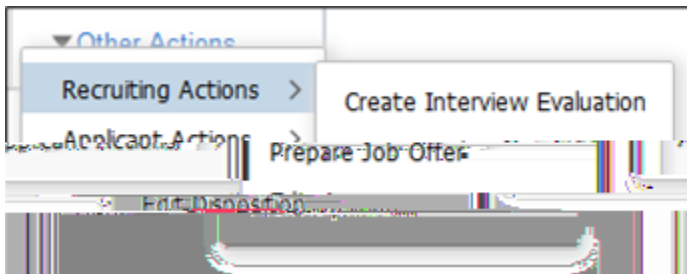 Other Actions
Recruiting Actions
Create Interview Evaluation
Applicant Actions
Prepare Job Offer
Edit Disposition